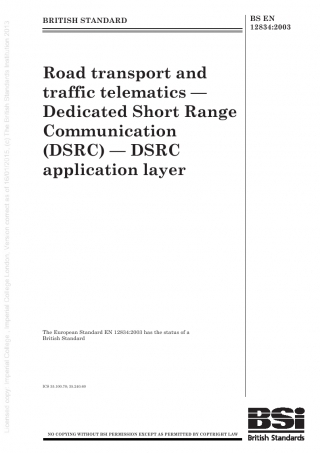 BRITISH STANDARD
BS EN
12834:2003
Road transport and
traffic telematics —
Dedicated Short Range
Communication
(DSRC) — DSRC
application layer
The European Standard EN 12834:2003 has the status of a
British Standard
NO COPYING WITHOUT BSI PERMISSION EXCEPT AS PERMITTED BY COPYRIGHT LAW
BSi
British Standards